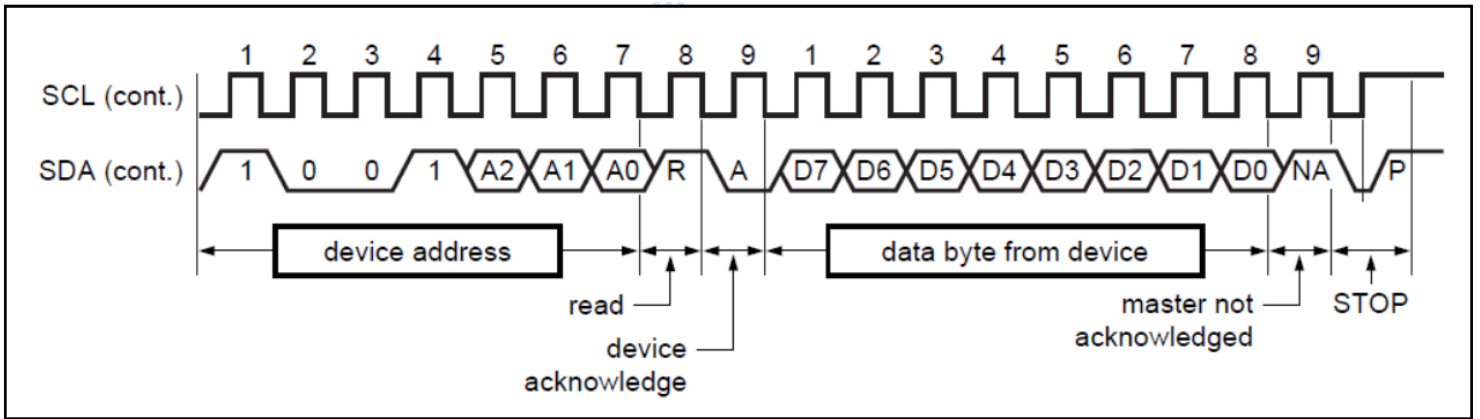 1 2 3 4 5 6 7 8 9 1 2 3 4 5 6 7 8 9
SCL (cont.)
SDA (cont.) 1 0 0 1 A2 A1 A0 R A D7 D6 D5 D4 D3 D2 D1 D0 NA P
device address
data byte from device
read
master not
acknowledged
STOP
device
acknowledge